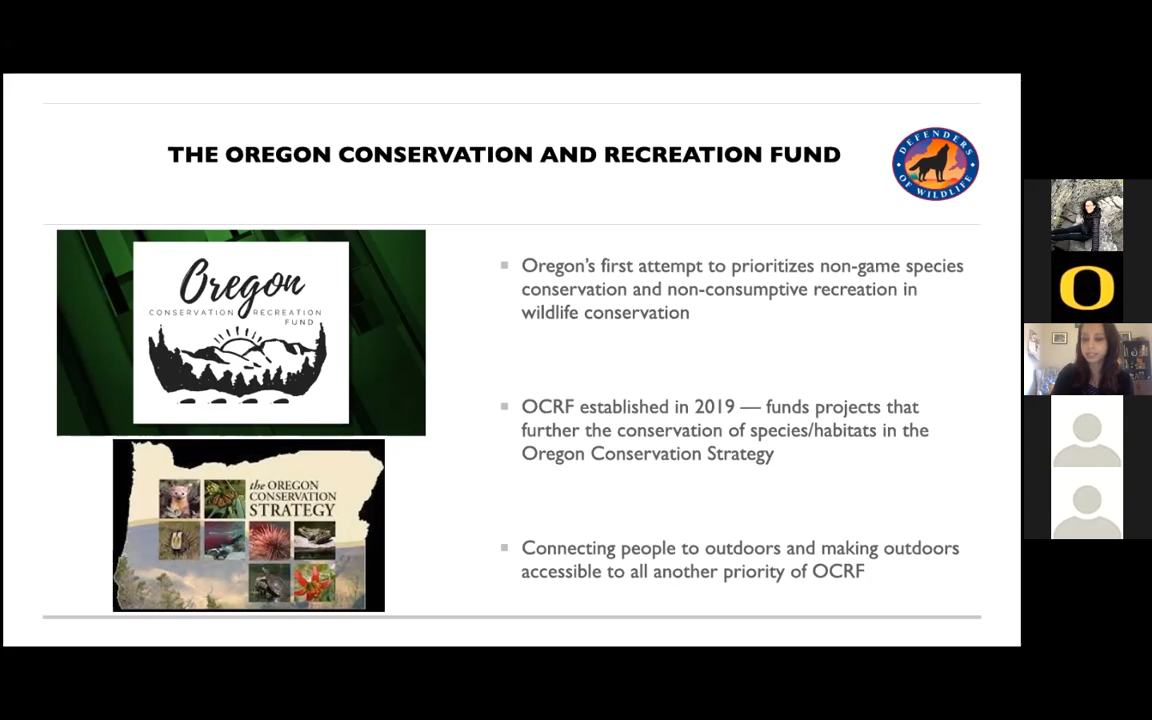 THE OREGON CONSERVATION AND RECREATION FUND
DEFENDERS
OF WILDLIFE
Oregon
CONSERVATION RECREATION
FUND
the OREGON
CONSERVATION
STRATEGY
Oregon’s first attempt to prioritizes non-game species
conservation and non-consumptive recreation in
wildlife conservation
OCRF established in 2019 — funds projects that
further the conservation of species/habitats in the
Oregon Conservation Strategy
Connecting people to outdoors and making outdoors
accessible to all another priority of OCRF
O